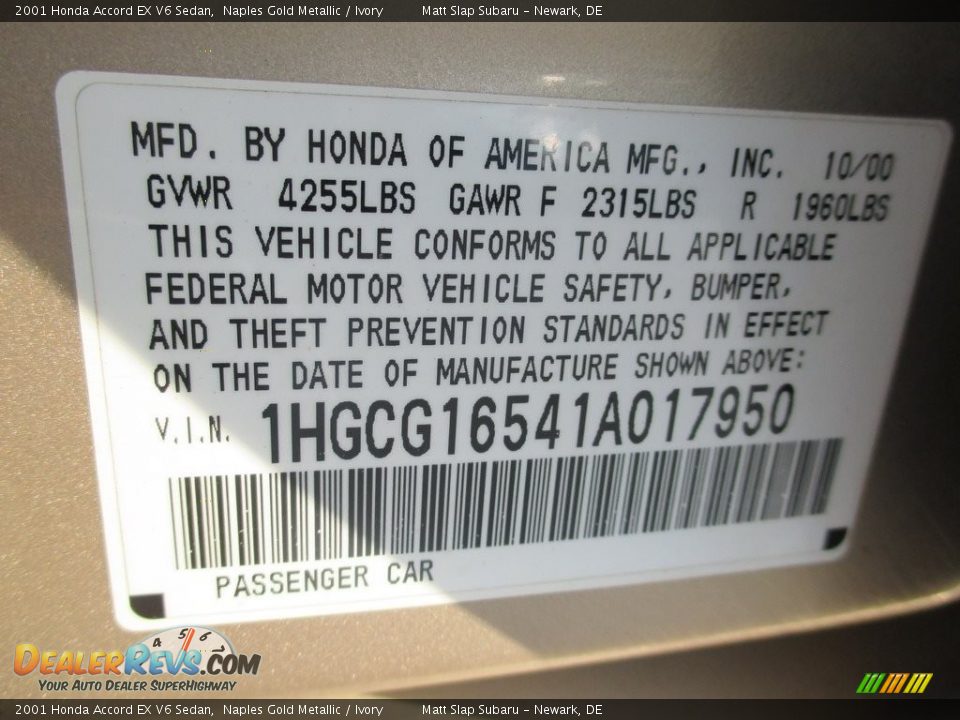 2001 Honda Accord EX V6 Sedan, Naples Gold Metallic / Ivory Matt Slap Subaru - Newark, DE
MFD. BY HONDA OF AMERICA MFG., INC. 10/00
GVWR 4255LBS GAWR F 2315LBS R 1960LBS
THIS VEHICLE CONFORMS TO ALL APPLICABLE
FEDERAL MOTOR VEHICLE SAFETY, BUMPER,
AND THEFT PREVENTION STANDARDS IN EFFECT
ON THE DATE OF MANUFACTURE SHOWN ABOVE:
V.I.N. 1HGCG16541A017950
PASSENGER CAR
4 5 6
DEALERREVS.COM
YOUR AUTO DEALER SUPERHIGHWAY
2001 Honda Accord EX V6 Sedan, Naples Gold Metallic / Ivory Matt Slap Subaru - Newark, DE